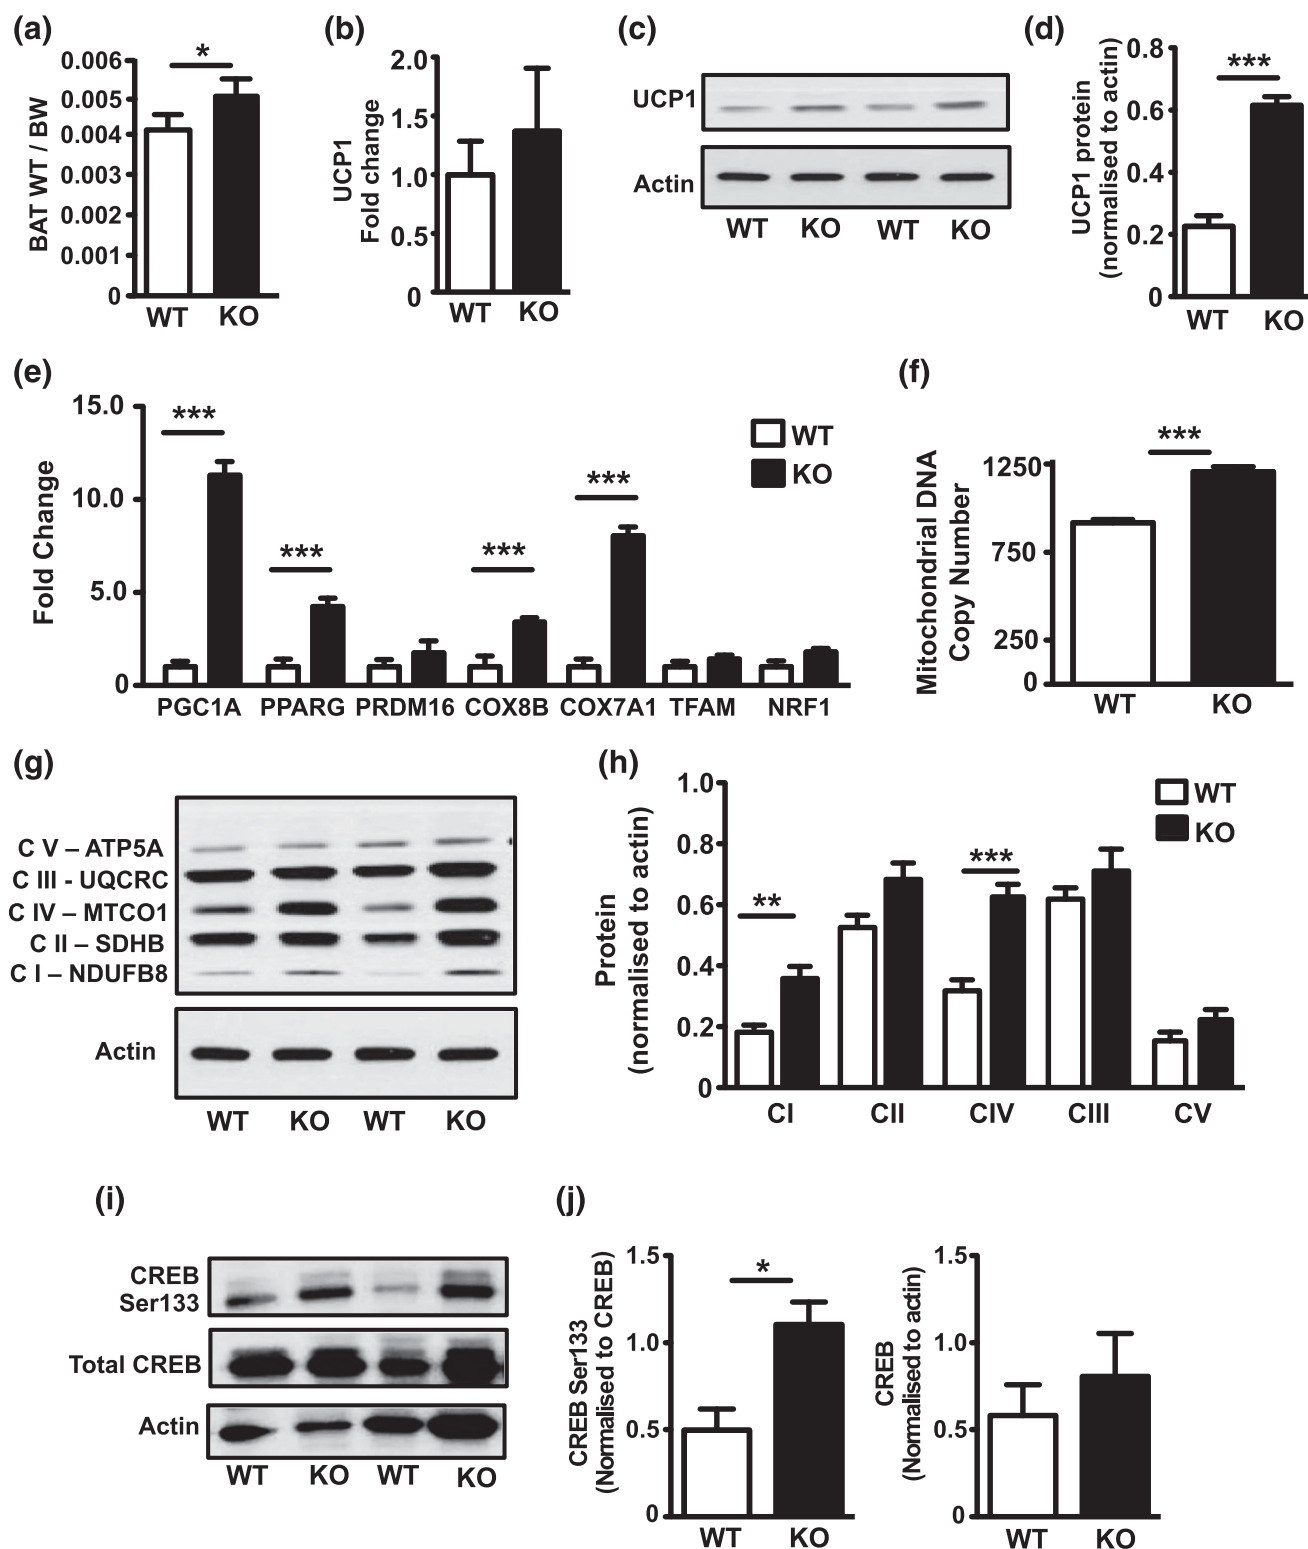 (a)
*
0.006
0.005
0.004
0.003
0.002
0.001
0
BAT WT / BW
WT KO
(b)
2.0
1.5
1.0
0.5
0
UCP1
Fold change
WT KO
(c)
UCP1
Actin
WT KO WT KO
(d)
***
0.8
0.6
0.4
0.2
0
UCP1 protein
(normalised to actin)
WT KO
(e)
15.0
10.0
5.0
0
Fold Change
*** *** *** ***
WT
KO
PGC1A PPARG PRDM16 COX8B COX7A1 TFAM NRF1
(f)
***
1250
750
250
0
Mitochondrial DNA
Copy Number
WT KO
(g)
C V – ATP5A
C III - UQCRC
C IV – MTCO1
C II – SDHB
C I – NDUFB8
Actin
WT KO WT KO
(h)
1.0
0.8
0.6
0.4
0.2
0
Protein
(normalised to actin)
** ***
WT
KO
CI CII CIV CIII CV
(i)
CREB
Ser133
Total CREB
Actin
WT KO WT KO
(j)
*
1.5
1.0
0.5
0
CREB Ser133
(Normalised to CREB)
WT KO
1.5
1.0
0.5
0
CREB
(Normalised to actin)
WT KO